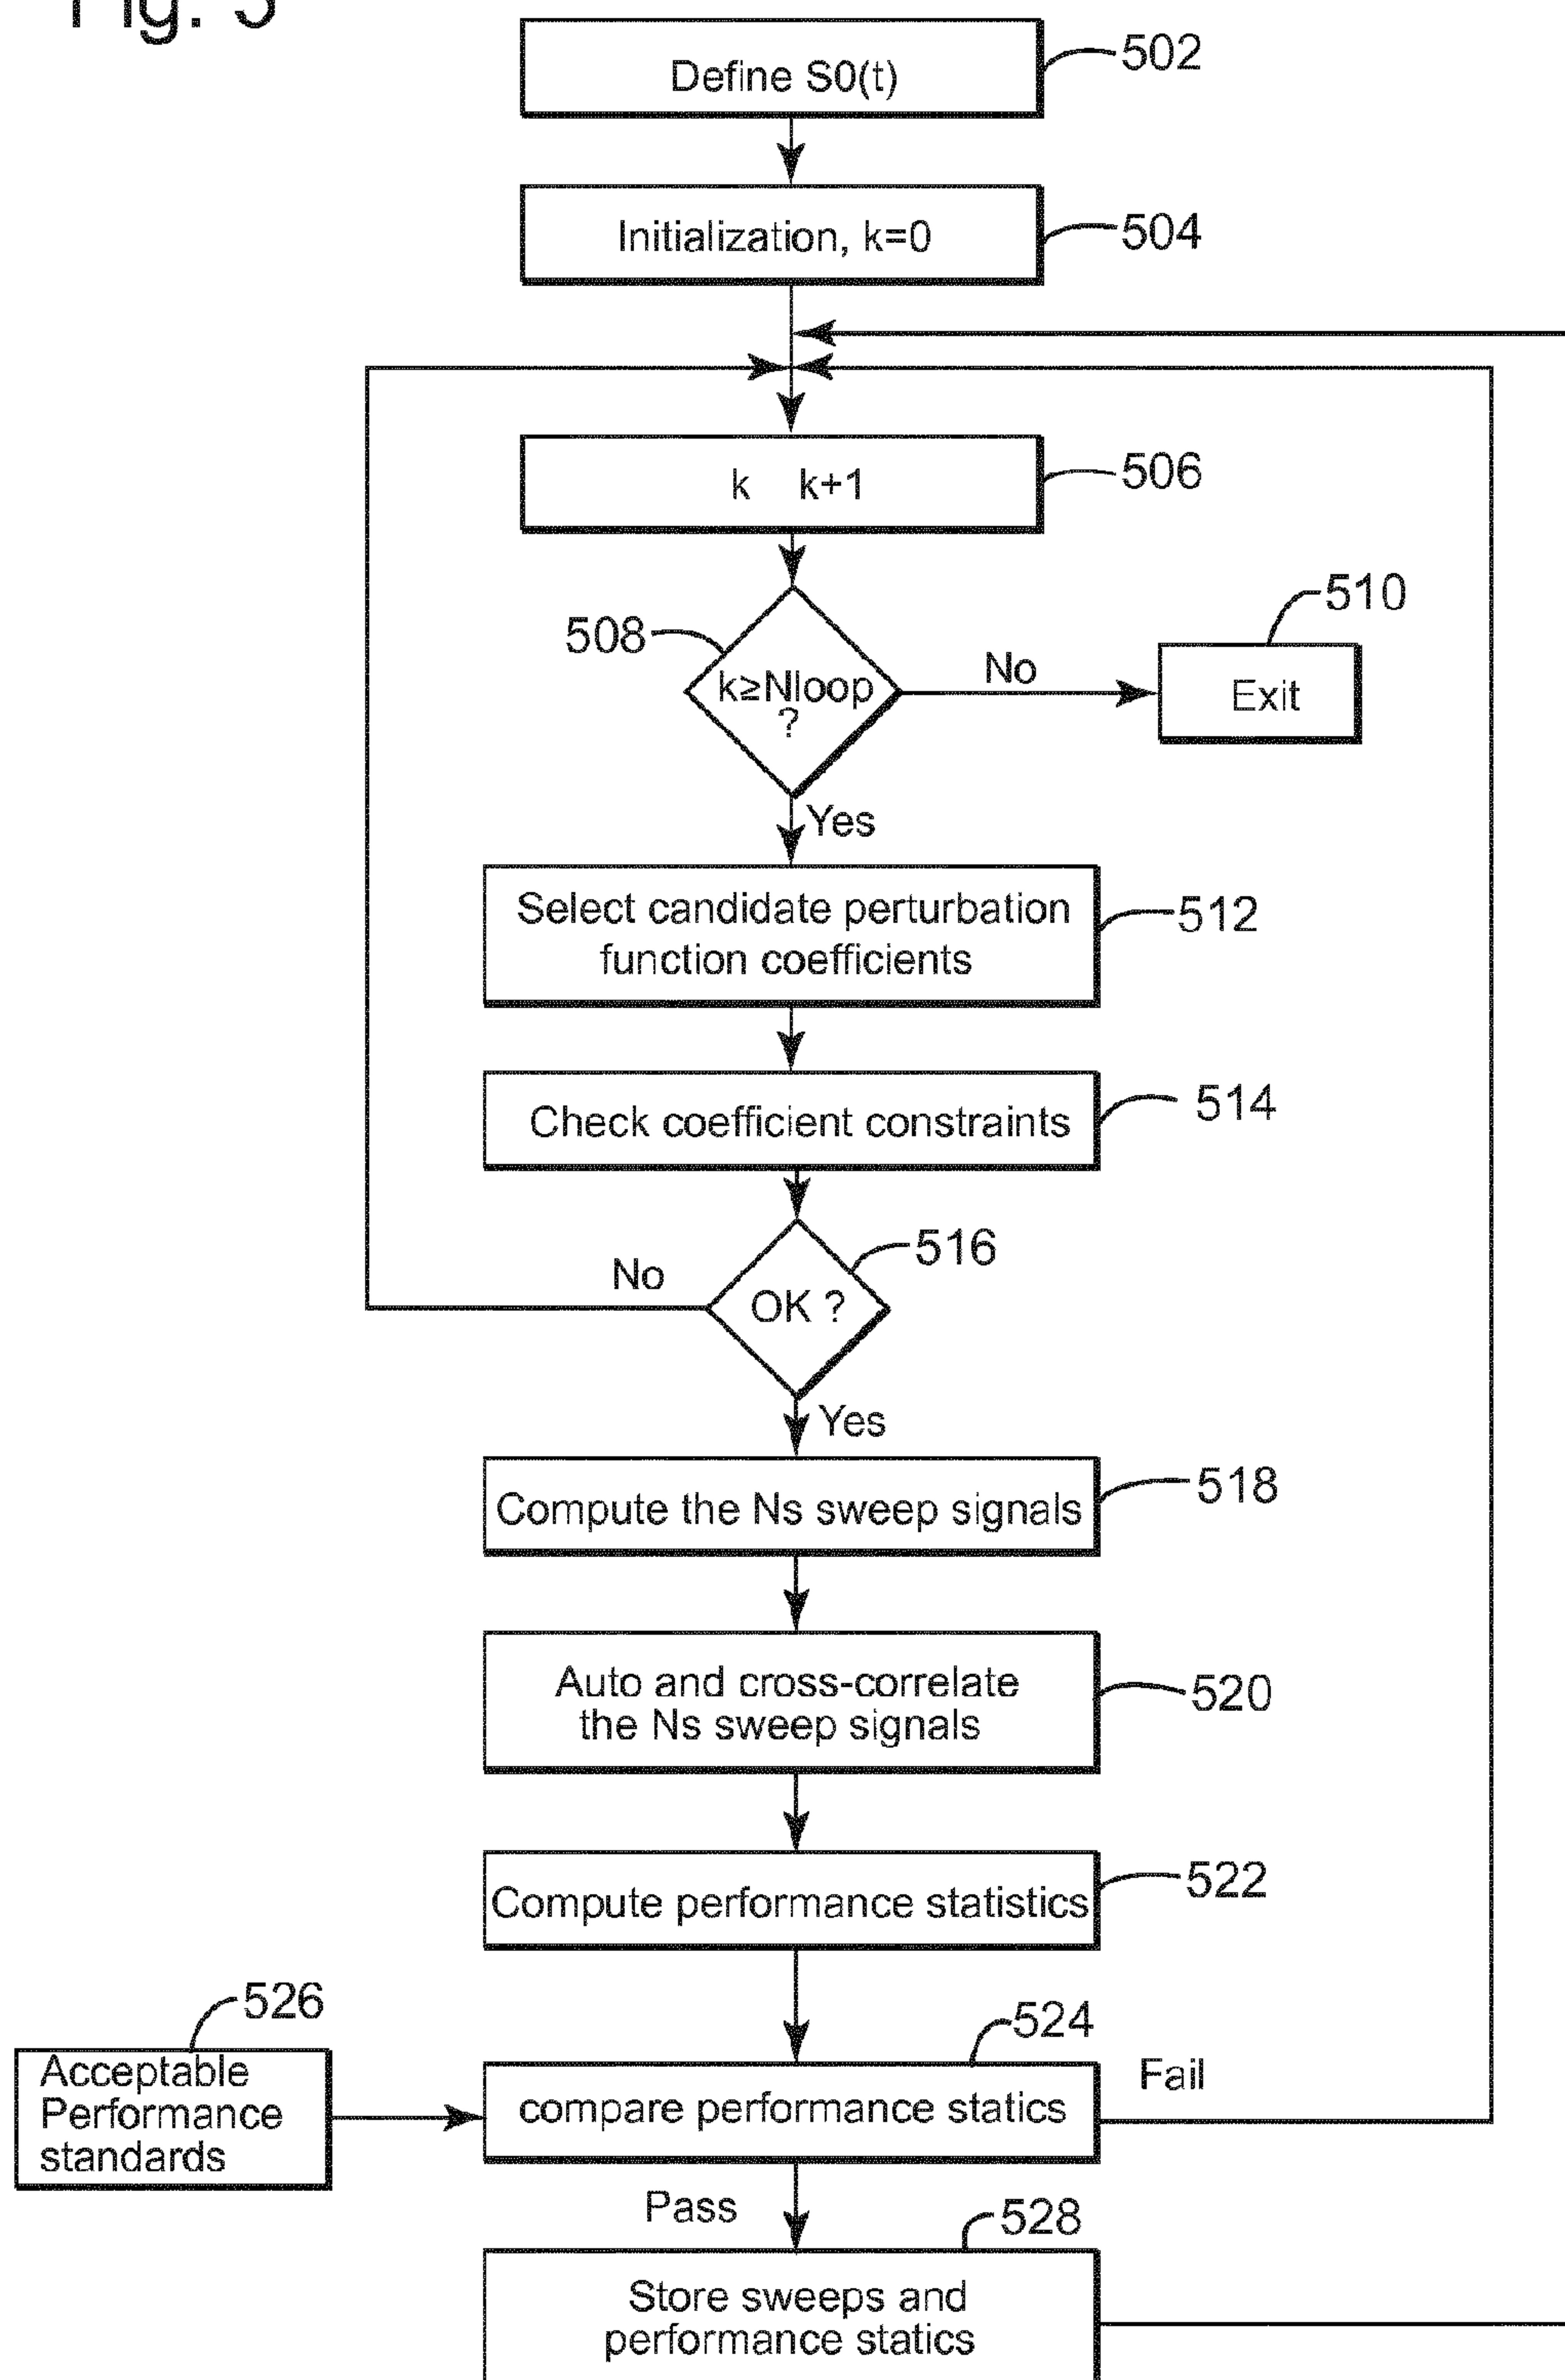 Fig. 5
Define S0(t)
502
Initialization, k=0
504
k k+1
506
508
k≥Nloop
?
No
510
Exit
Yes
Select candidate perturbation
function coefficients
512
Check coefficient constraints
514
516
No
OK ?
Yes
Compute the Ns sweep signals
518
Auto and cross-correlate
the Ns sweep signals
520
Compute performance statistics
522
526
Acceptable
Performance
standards
524
compare performance statics
Fail
Pass
528
Store sweeps and
performance statics